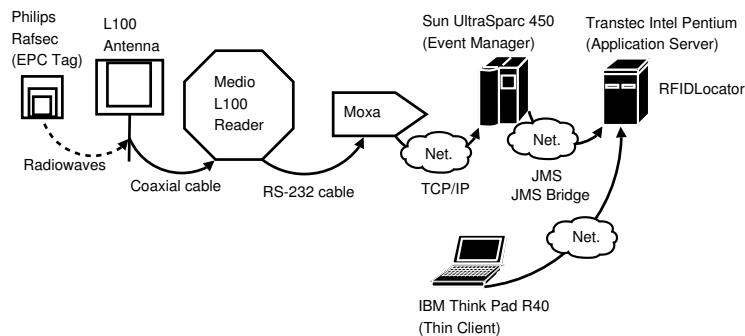 Philips
Rafsec
(EPC Tag)
L100
Antenna
Medio
L100
Reader
Moxa
Sun UltraSparc 450
(Event Manager)
Transtec Intel Pentium
(Application Server)
RFIDLocator
Radiowaves
Coaxial cable
RS-232 cable
Net.
TCP/IP
Net.
JMS
JMS Bridge
Net.
IBM Think Pad R40
(Thin Client)